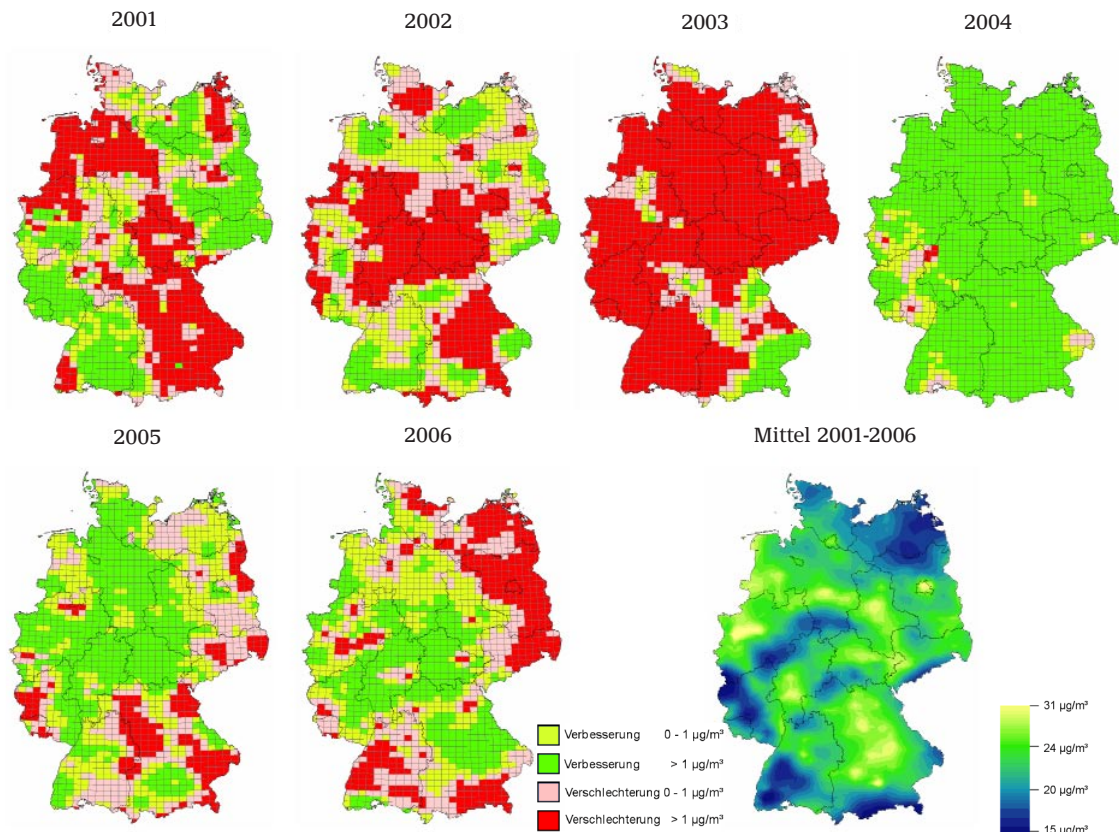 2001
2002
2003
2004
2005
2006
Mittel 2001-2006
Verbesserung 0 - 1 µg/m³
Verbesserung > 1 µg/m³
Verschlechterung 0 - 1 µg/m³
Verschlechterung > 1 µg/m³
31 µg/m³
24 µg/m³
20 µg/m³
15 µg/m³